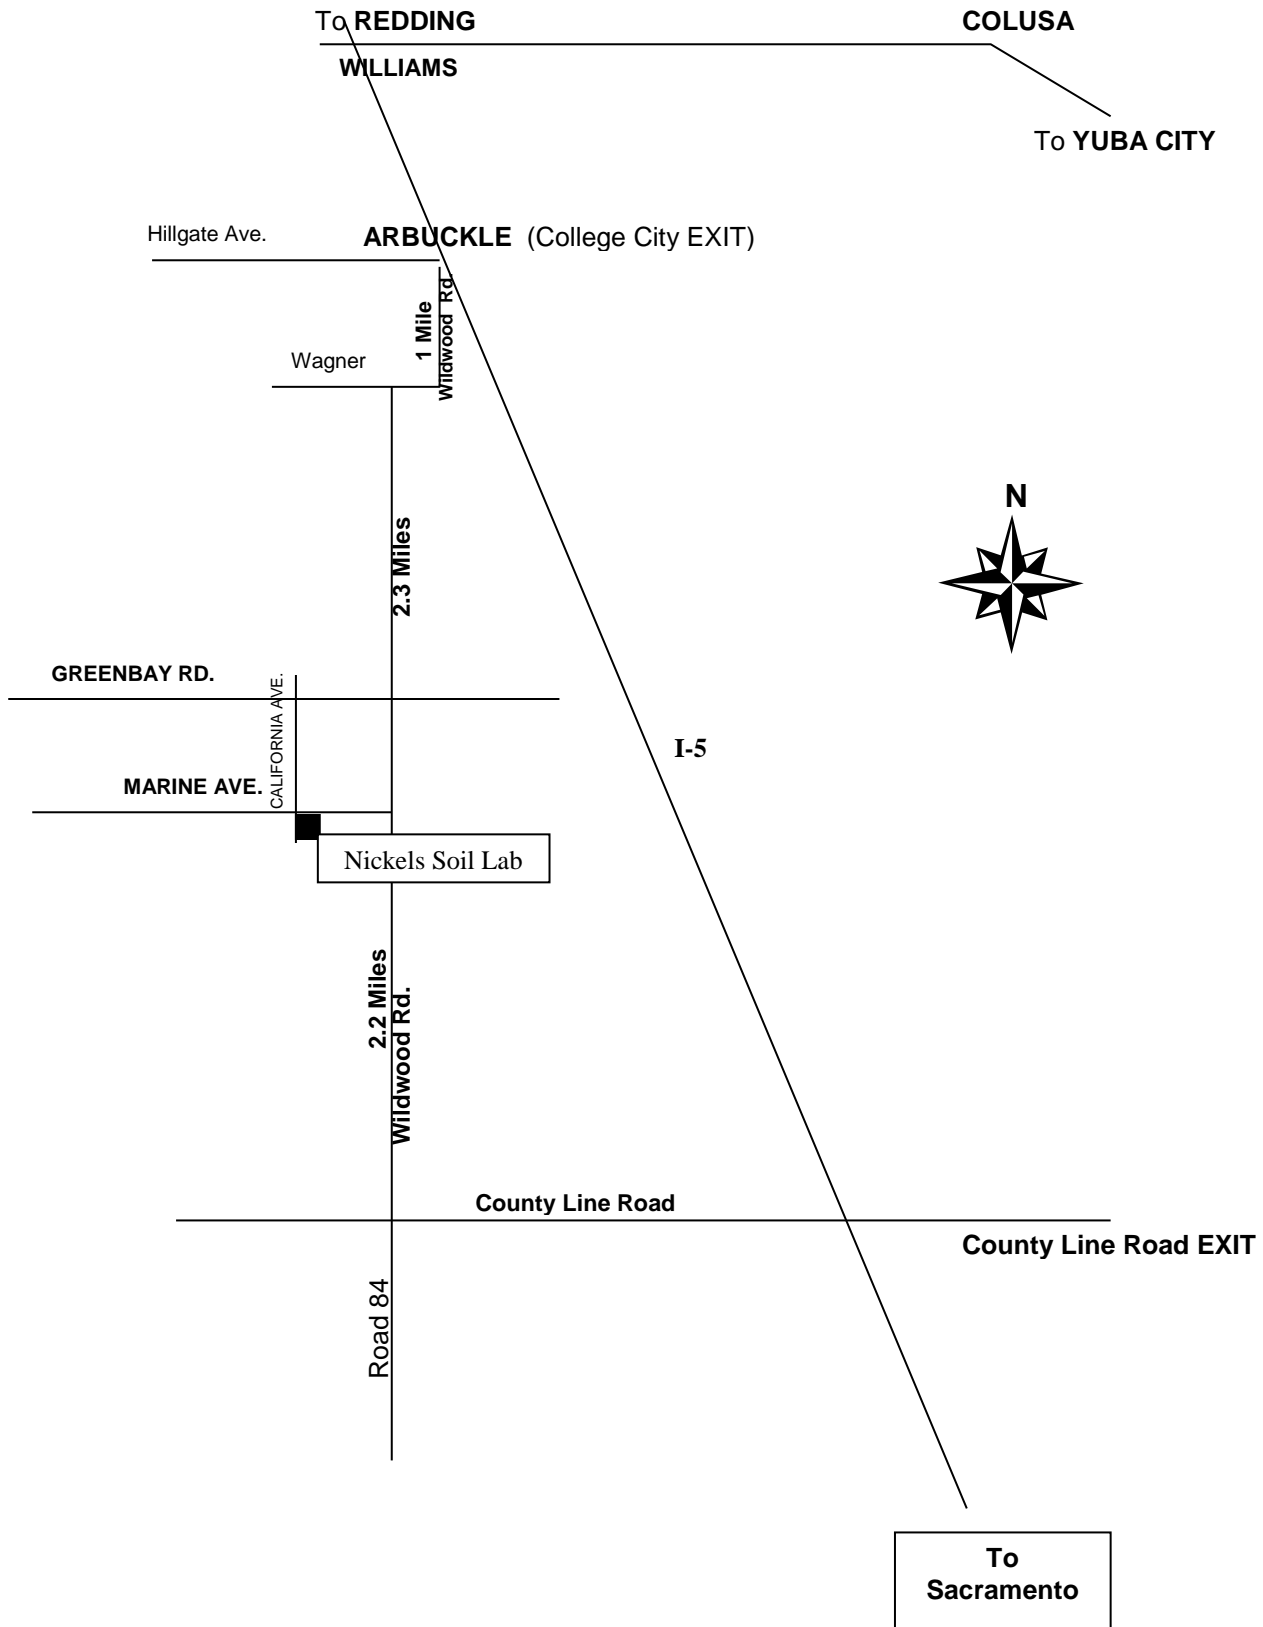 To REDDING
COLUSA
WILLIAMS
To YUBA CITY
Hillgate Ave.
ARBUCKLE (College City EXIT)
1 Mile
Wildwood Rd.
Wagner
N
2.3 Miles
GREENBAY RD.
CALIFORNIA AVE.
I-5
MARINE AVE.
Nickels Soil Lab
2.2 Miles
Wildwood Rd.
County Line Road
County Line Road EXIT
Road 84
To
Sacramento